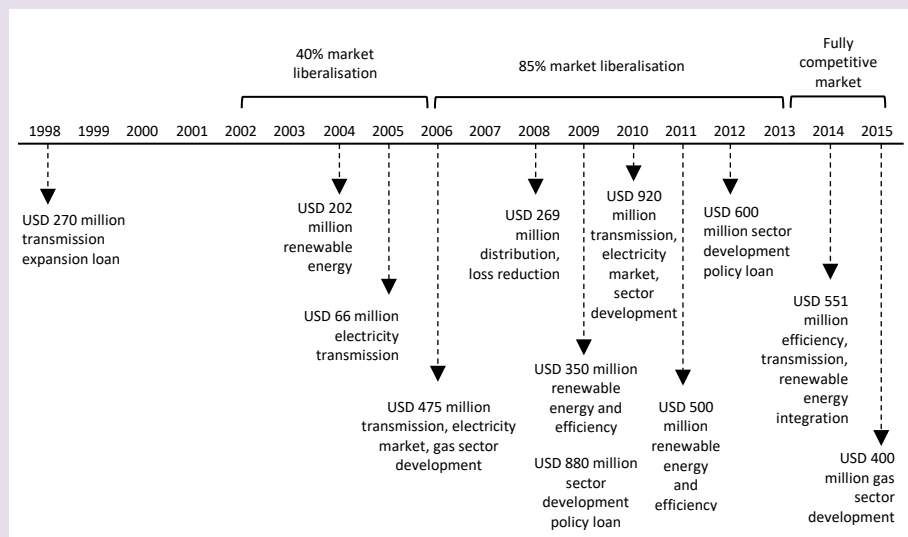 40% market
liberalisation
85% market liberalisation
Fully
competitive
market
1998 1999 2000 2001 2002 2003 2004 2005 2006 2007 2008 2009 2010 2011 2012 2013 2014 2015
USD 270 million
transmission
expansion loan
USD 202
million
renewable
energy
USD 66 million
electricity
transmission
USD 475 million
transmission, electricity
market, gas sector
development
USD 269
million
distribution,
loss reduction
USD 350 million
renewable
energy and
efficiency
USD 880 million
sector
development
policy loan
USD 920
million
transmission,
electricity
market,
sector
development
USD 500
million
renewable
energy
and
efficiency
USD 600
million sector
development
policy loan
USD 551
million
efficiency,
transmission,
renewable
energy
integration
USD 400
million gas
sector
development